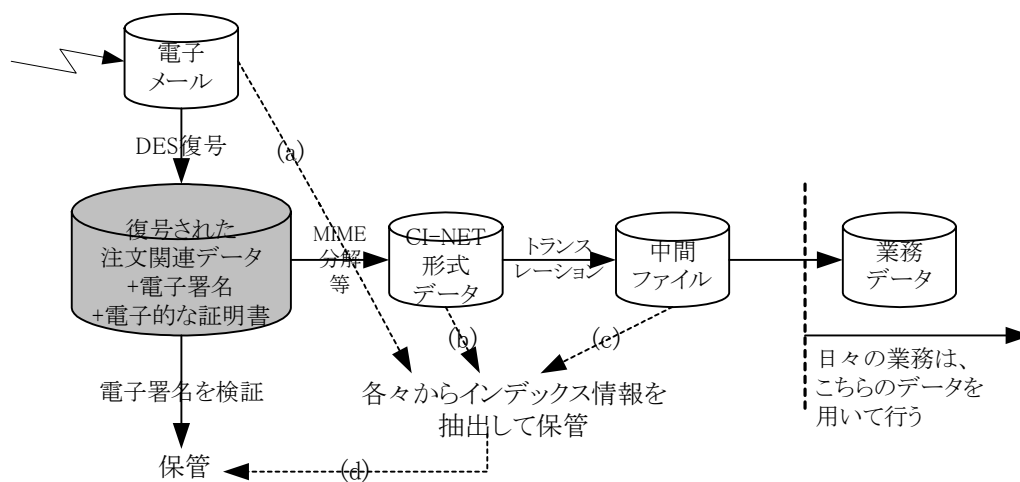 電子
メール
DES復号
(a)
復号された
注文関連データ
+電子署名
+電子的な証明書
MIME
分解
等
CI-NET
形式
データ
トランス
レーション
中間
ファイル
業務
データ
(b)
(c)
日々の業務は、
こちらのデータを
用いて行う
電子署名を検証
各々からインデックス情報を
抽出して保管
保管
(d)